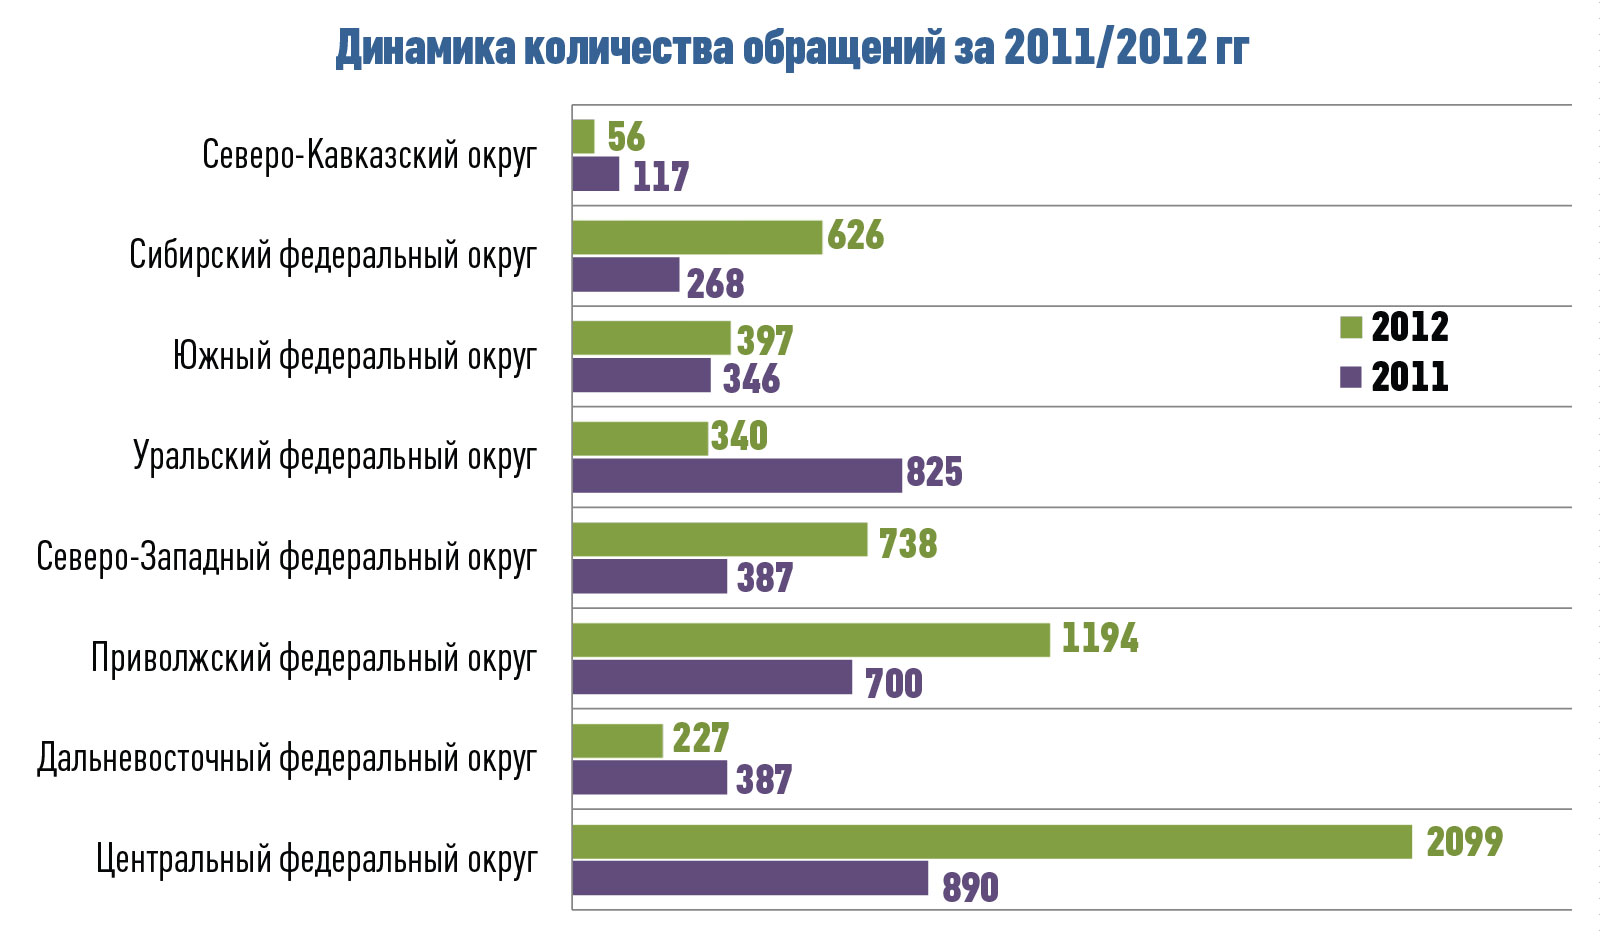 Динамика количества обращений за 2011/2012 гг
Северо-Кавказский округ
56
117
Сибирский федеральный округ
626
268
Южный федеральный округ
397
346
2012
2011
Уральский федеральный округ
340
825
Северо-Западный федеральный округ
738
387
Приволжский федеральный округ
1194
700
Дальневосточный федеральный округ
227
387
Центральный федеральный округ
2099
890